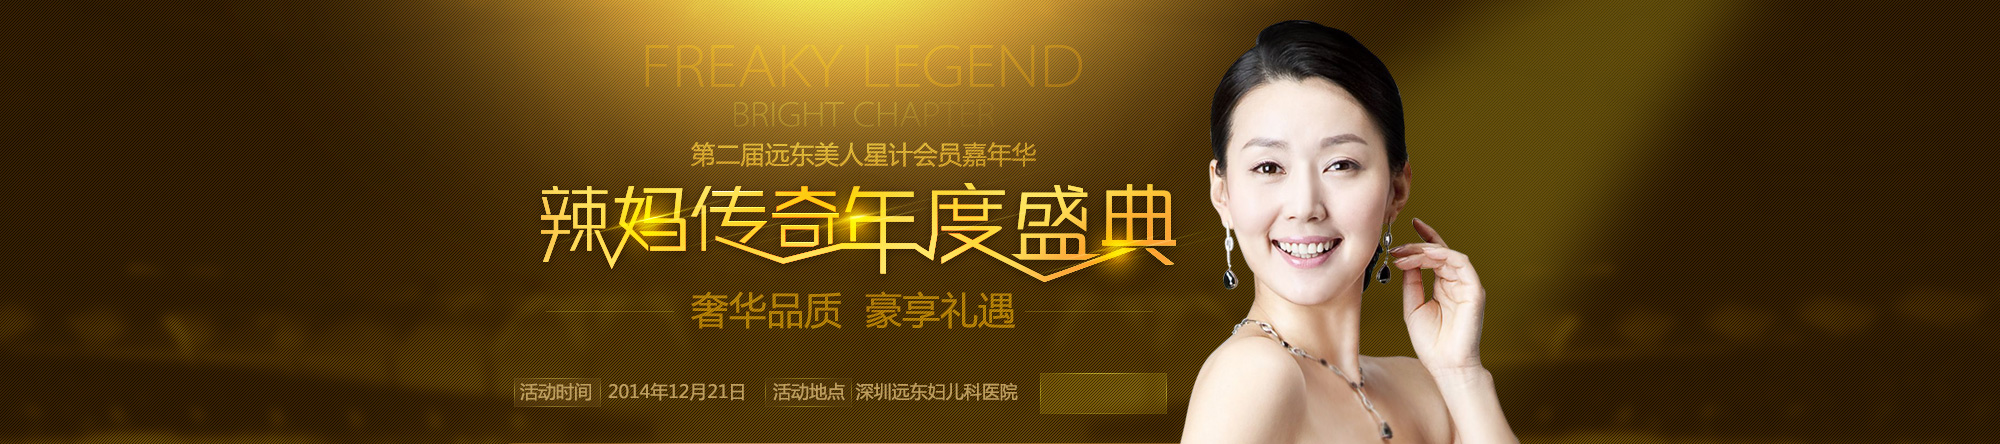 FREAKY LEGEND
BRIGHT CHAPTER
第二届远东美人星计会员嘉年华
辣妈传奇年度盛典
奢华品质 豪享礼遇
活动时间 2014年12月21日 活动地点 深圳远东妇儿科医院